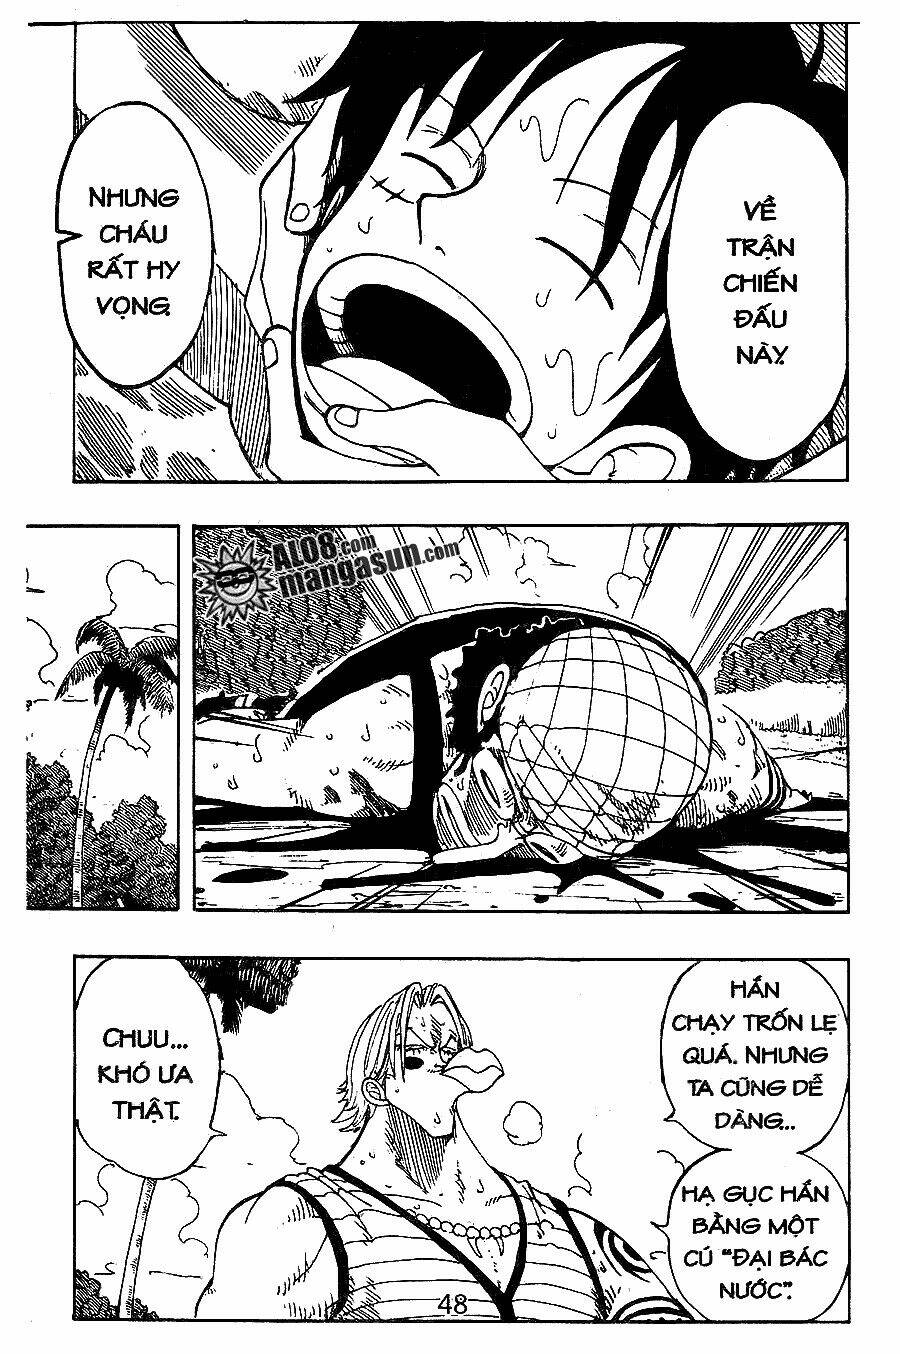 VỀ
TRẬN
CHIẾN
ĐẤU
NÀY.
NHƯNG
CHÁU
RẤT HY
VỌNG.
ALO8.com
mangasun.com
HẮN
CHẠY TRỐN LẸ
QUÁ. NHƯNG
TA CŨNG DỄ
DÀNG...
HẠ GỤC HẮN
BẰNG MỘT
CÚ "ĐẠI BÁC
NƯỚC".
CHUU...
KHÓ ƯA
THẬT.
48